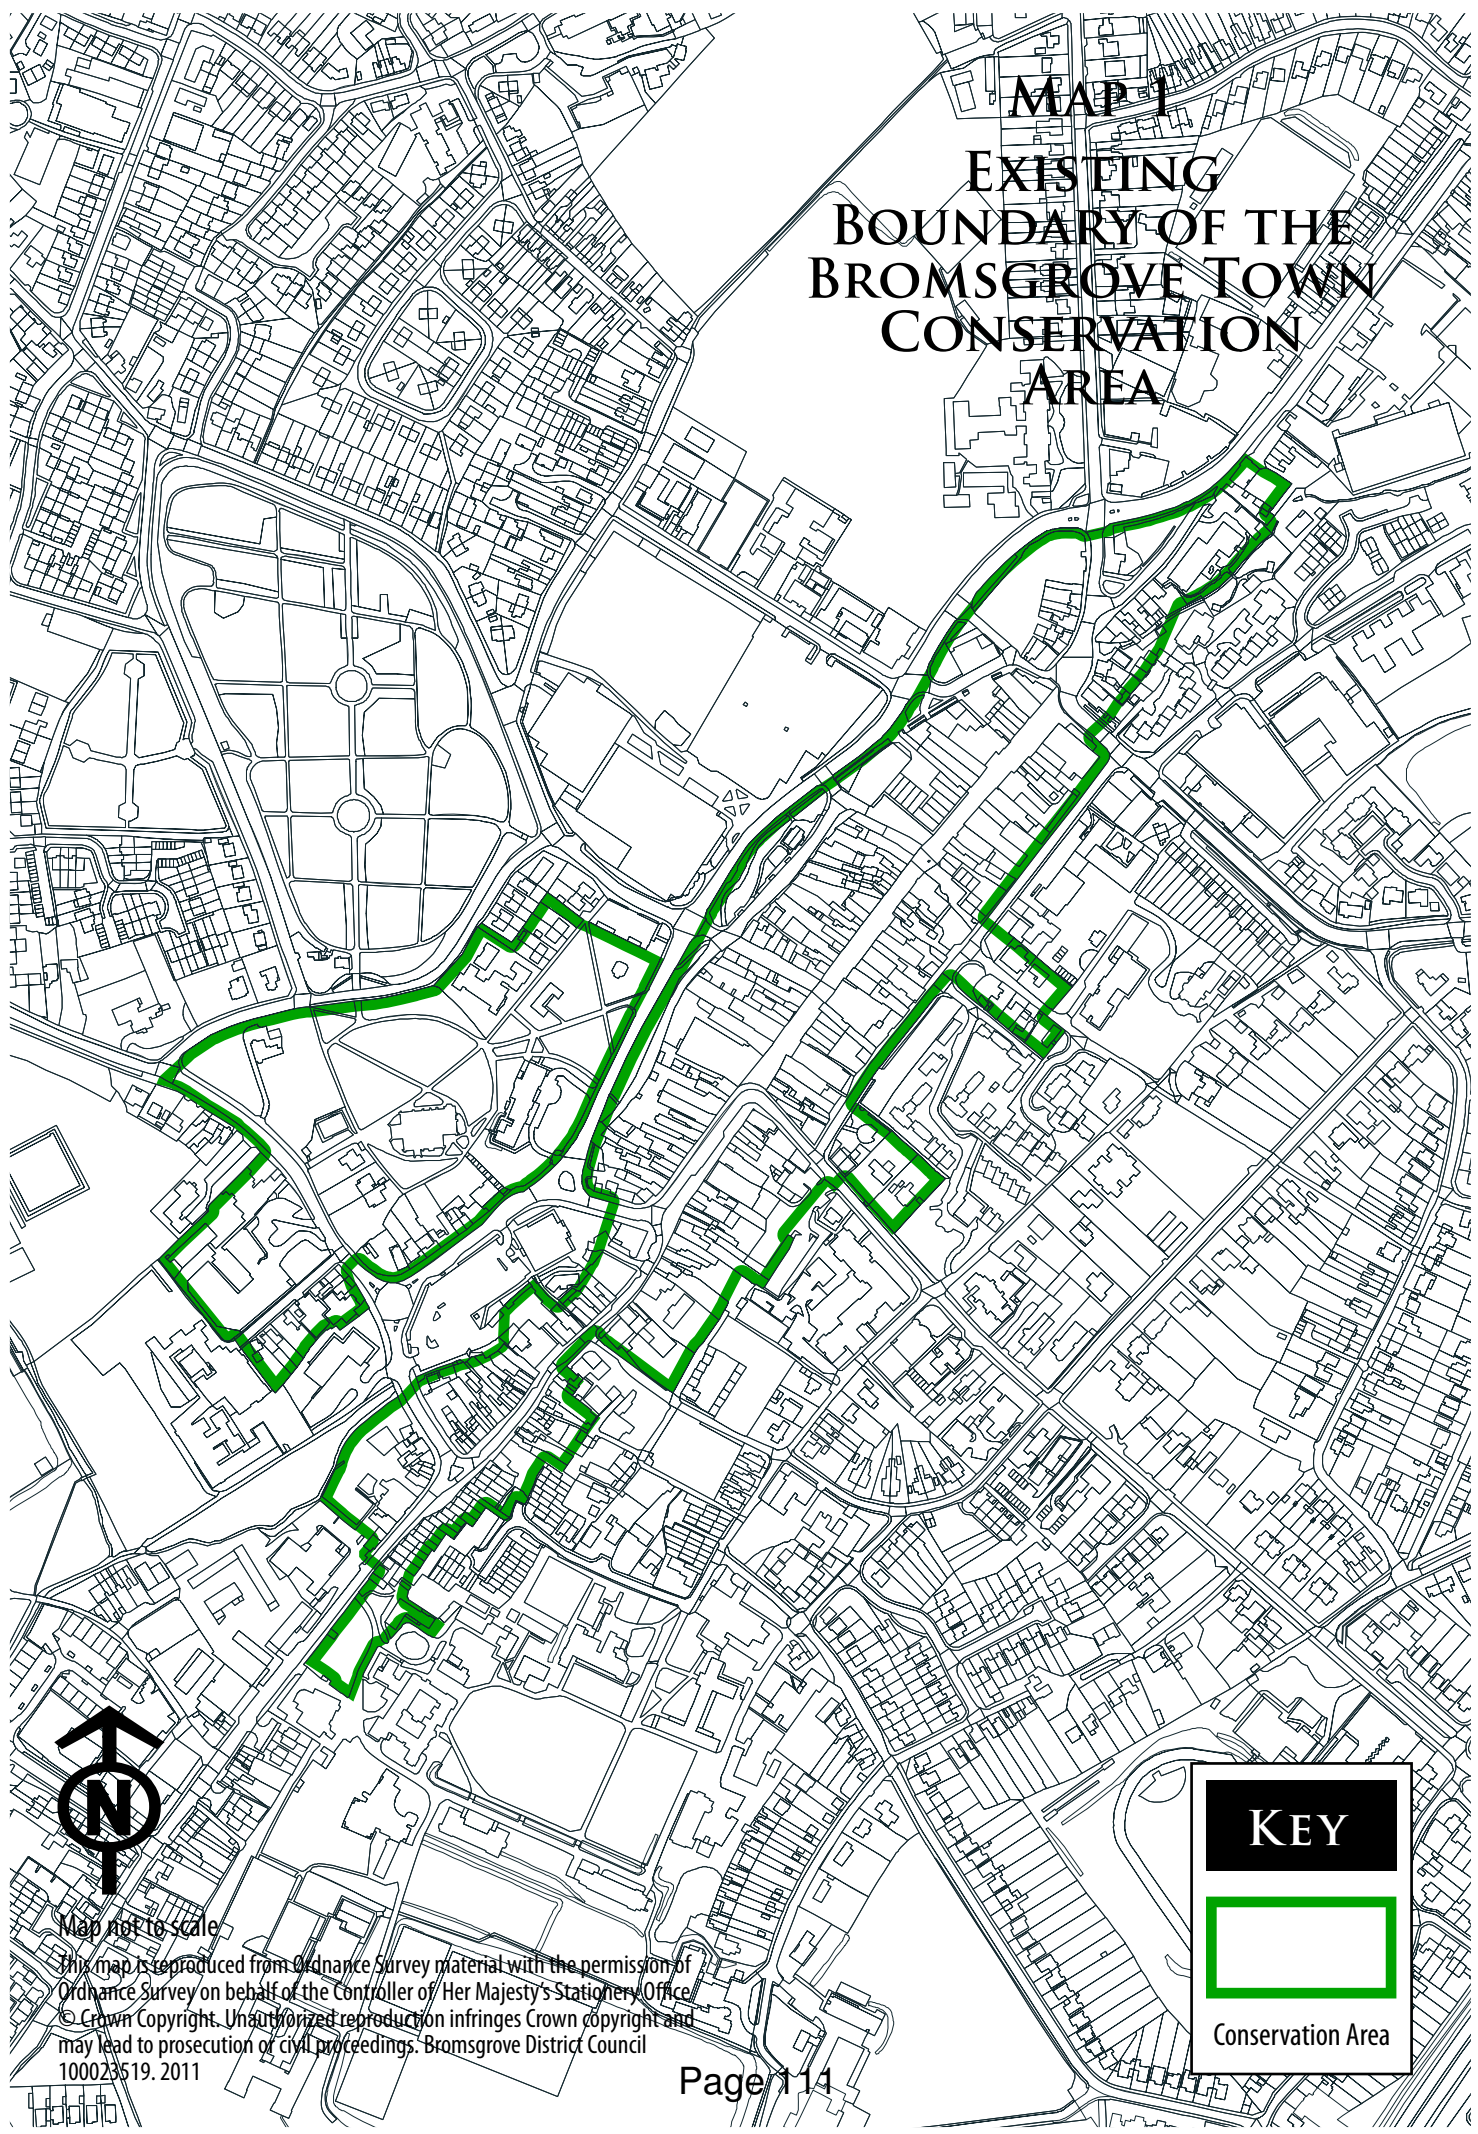 Map 1
Existing
Boundary of the
Bromsgrove Town
Conservation
Area
N
Map not to scale
This map is reproduced from Ordnance Survey material with the permission of
Ordnance Survey on behalf of the Controller of Her Majesty's Stationery Office
© Crown Copyright. Unauthorized reproduction infringes Crown copyright and
may lead to prosecution or civil proceedings. Bromsgrove District Council
100023519. 2011
Key
Conservation Area
Page 111